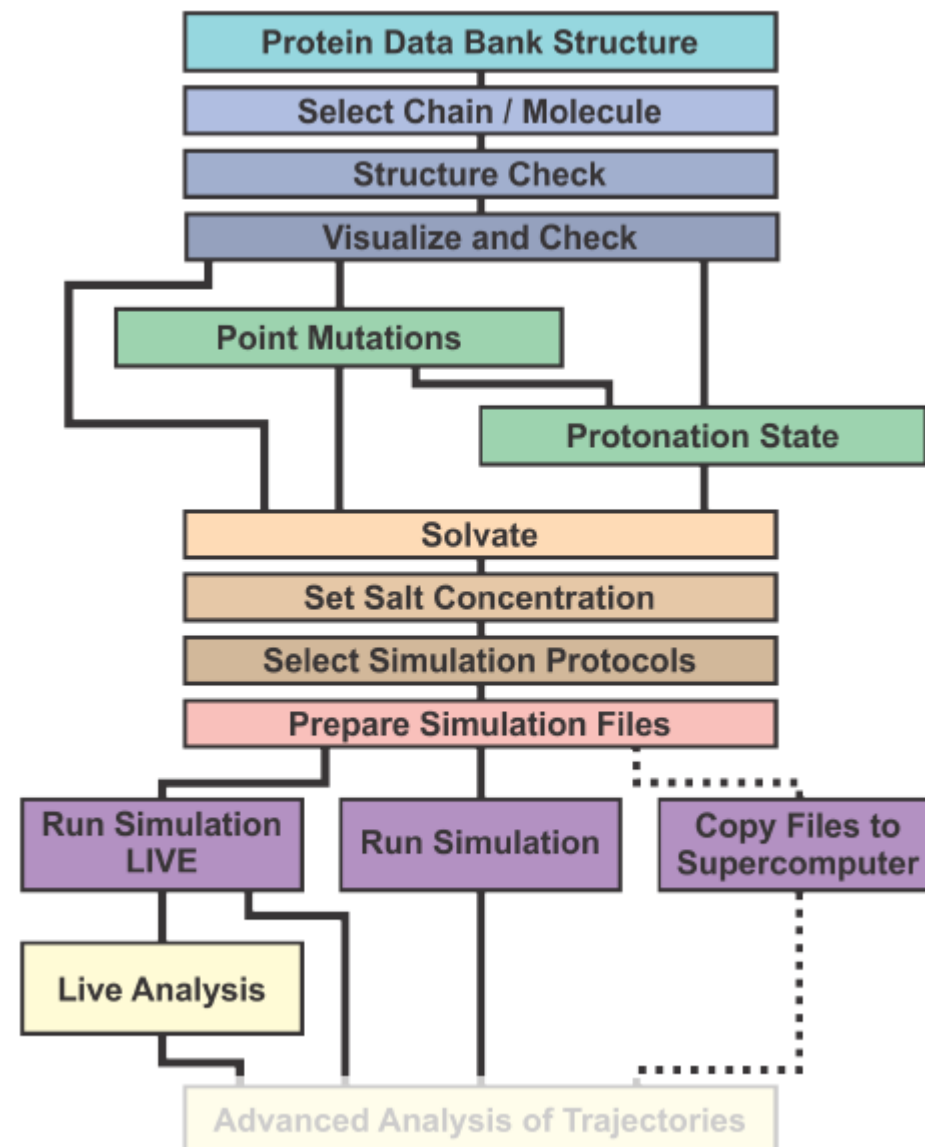 Protein Data Bank Structure
Select Chain / Molecule
Structure Check
Visualize and Check
Point Mutations
Protonation State
Solvate
Set Salt Concentration
Select Simulation Protocols
Prepare Simulation Files
Run Simulation
LIVE
Run Simulation
Copy Files to
Supercomputer
Live Analysis
Advanced Analysis of Trajectories